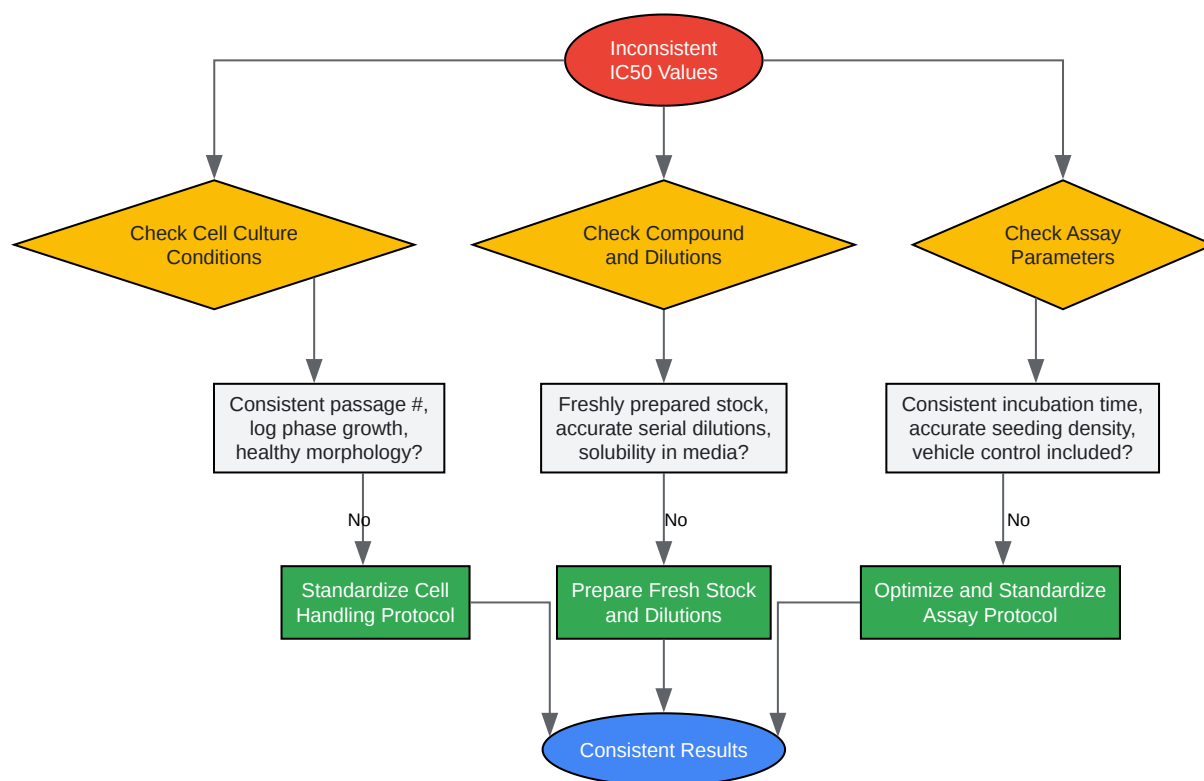 Inconsistent
IC50 Values
Check Cell Culture
Conditions
Check Compound
and Dilutions
Check Assay
Parameters
Consistent passage #,
log phase growth,
healthy morphology?
Freshly prepared stock,
accurate serial dilutions,
solubility in media?
Consistent incubation time,
accurate seeding density,
vehicle control included?
No
No
No
Standardize Cell
Handling Protocol
Prepare Fresh Stock
and Dilutions
Optimize and Standardize
Assay Protocol
Consistent Results